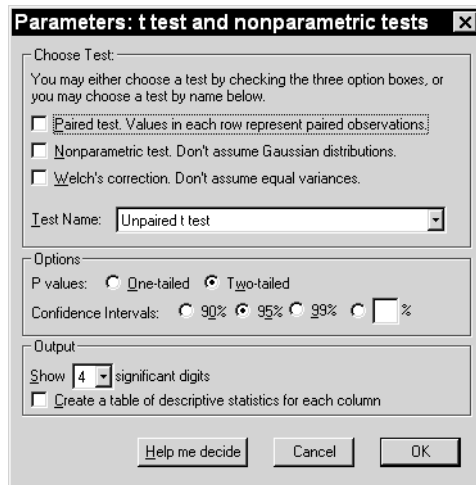 Parameters: t test and nonparametric tests
Choose Test:
You may either choose a test by checking the three option boxes, or
you may choose a test by name below.
Paired test. Values in each row represent paired observations.
Nonparametric test. Don't assume Gaussian distributions.
Welch's correction. Don't assume equal variances.
Test Name: Unpaired t test
Options
P values: One-tailed Two-tailed
Confidence Intervals: 90% 95% 99% %
Output
Show 4 significant digits
Create a table of descriptive statistics for each column
Help me decide Cancel OK